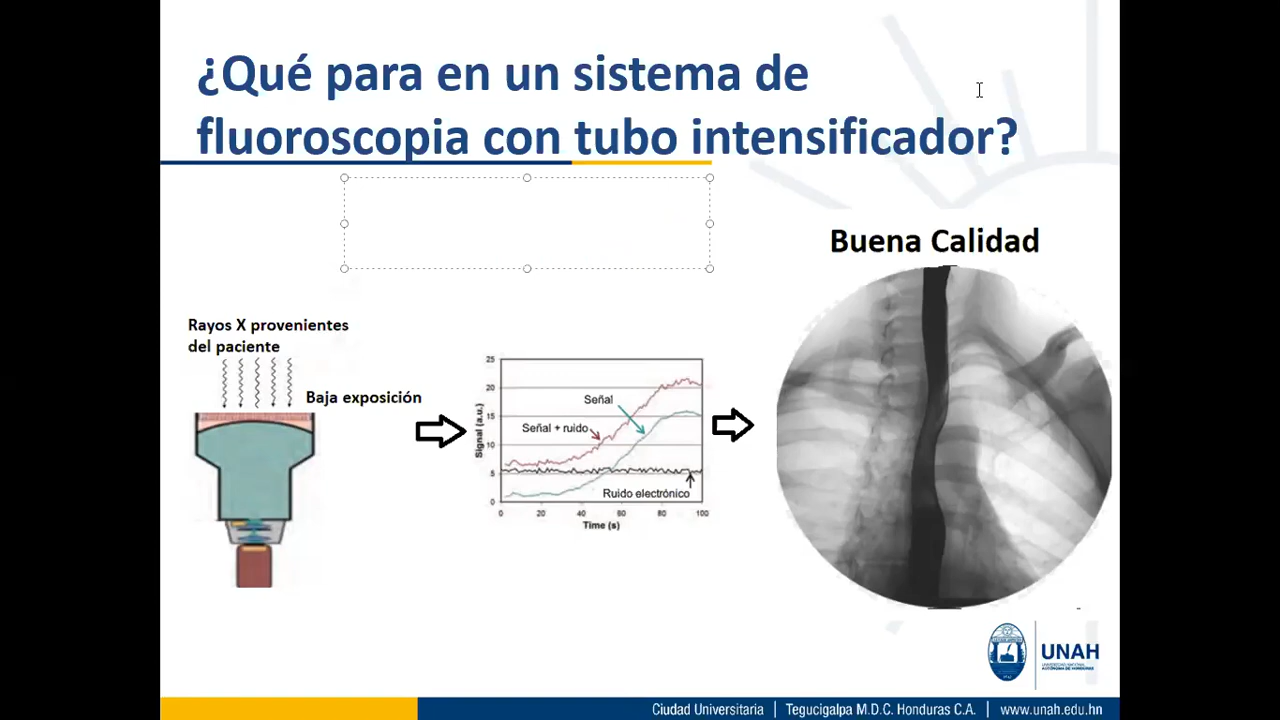 ¿Qué para en un sistema de
fluoroscopia con tubo intensificador?
Buena Calidad
Rayos X provenientes
del paciente
Baja exposición
25
20
15
10
5
0
Signal (a.u.)
Señal
Señal + ruido
Ruido electrónico
0 20 40 60 80 100
Time (s)
UNAH
UNIVERSIDAD NACIONAL
AUTÓNOMA DE HONDURAS
Ciudad Universitaria | Tegucigalpa M.D.C. Honduras C.A. | www.unah.edu.hn